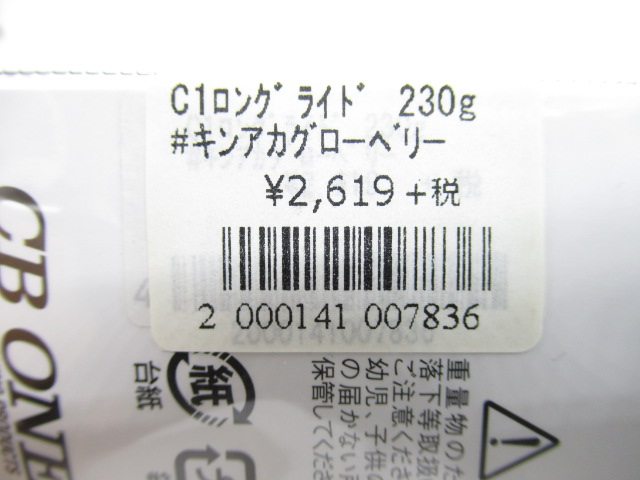 C1ﾛﾝｸﾞﾗｲﾄﾞ 230g
#キンアカグローベリー
¥2,619+税
2 000141 007836
CB ONE
紙
台紙
重量物のた
落下等取扱
ご注意くださ
幼児、子供の
の届かない所
保管してくださ